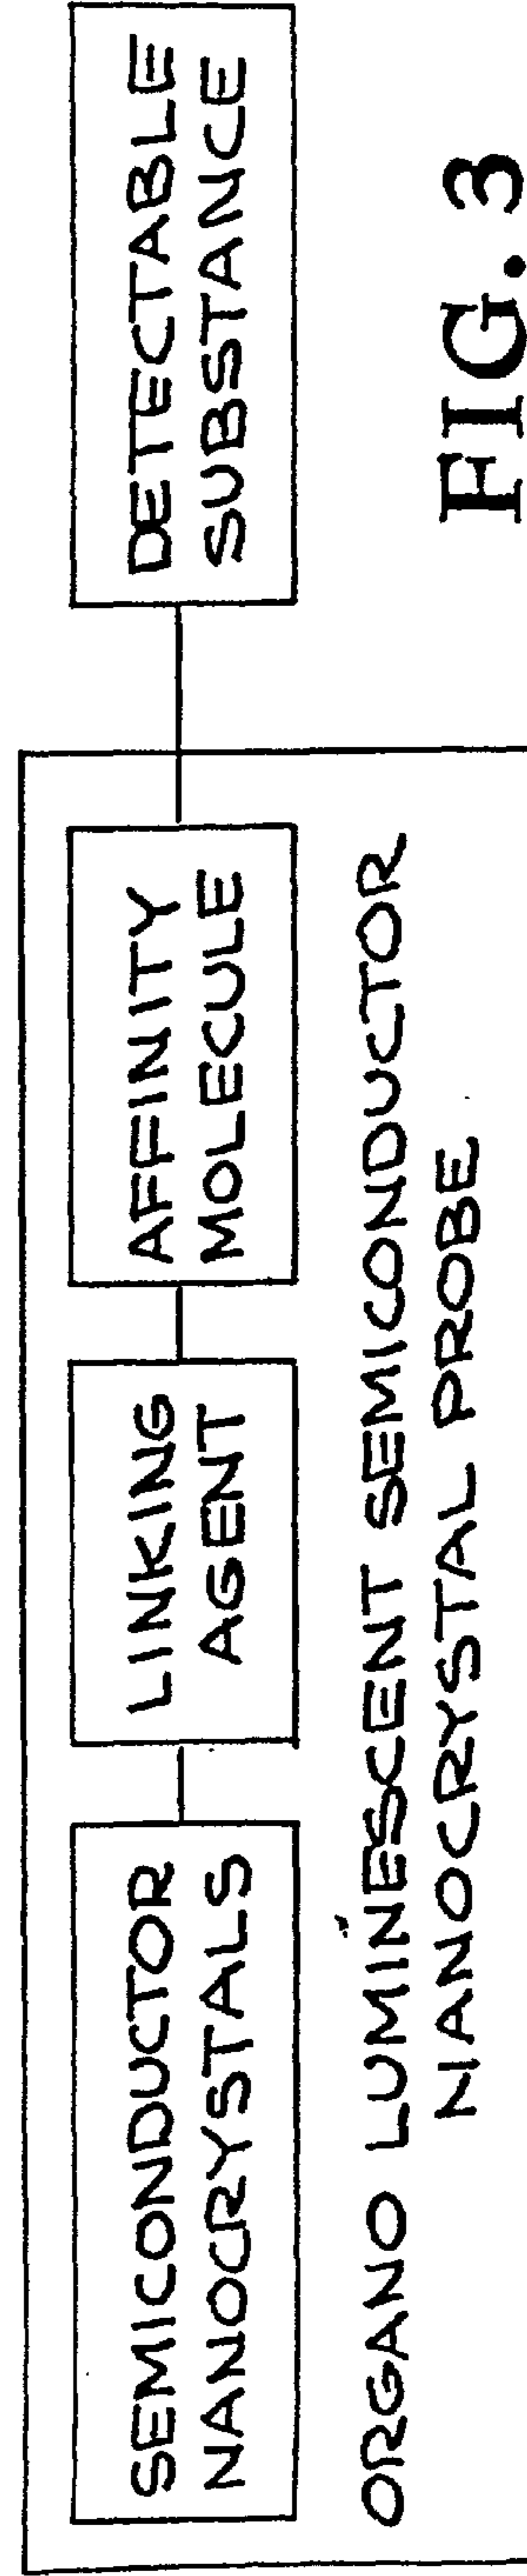 SEMICONDUCTOR
NANOCRYSTALS
LINKING
AGENT
AFFINITY
MOLECULE
DETECTABLE
SUBSTANCE
ORGANO LUMINESCENT SEMICONDUCTOR
NANOCRYSTAL PROBE
FIG. 3